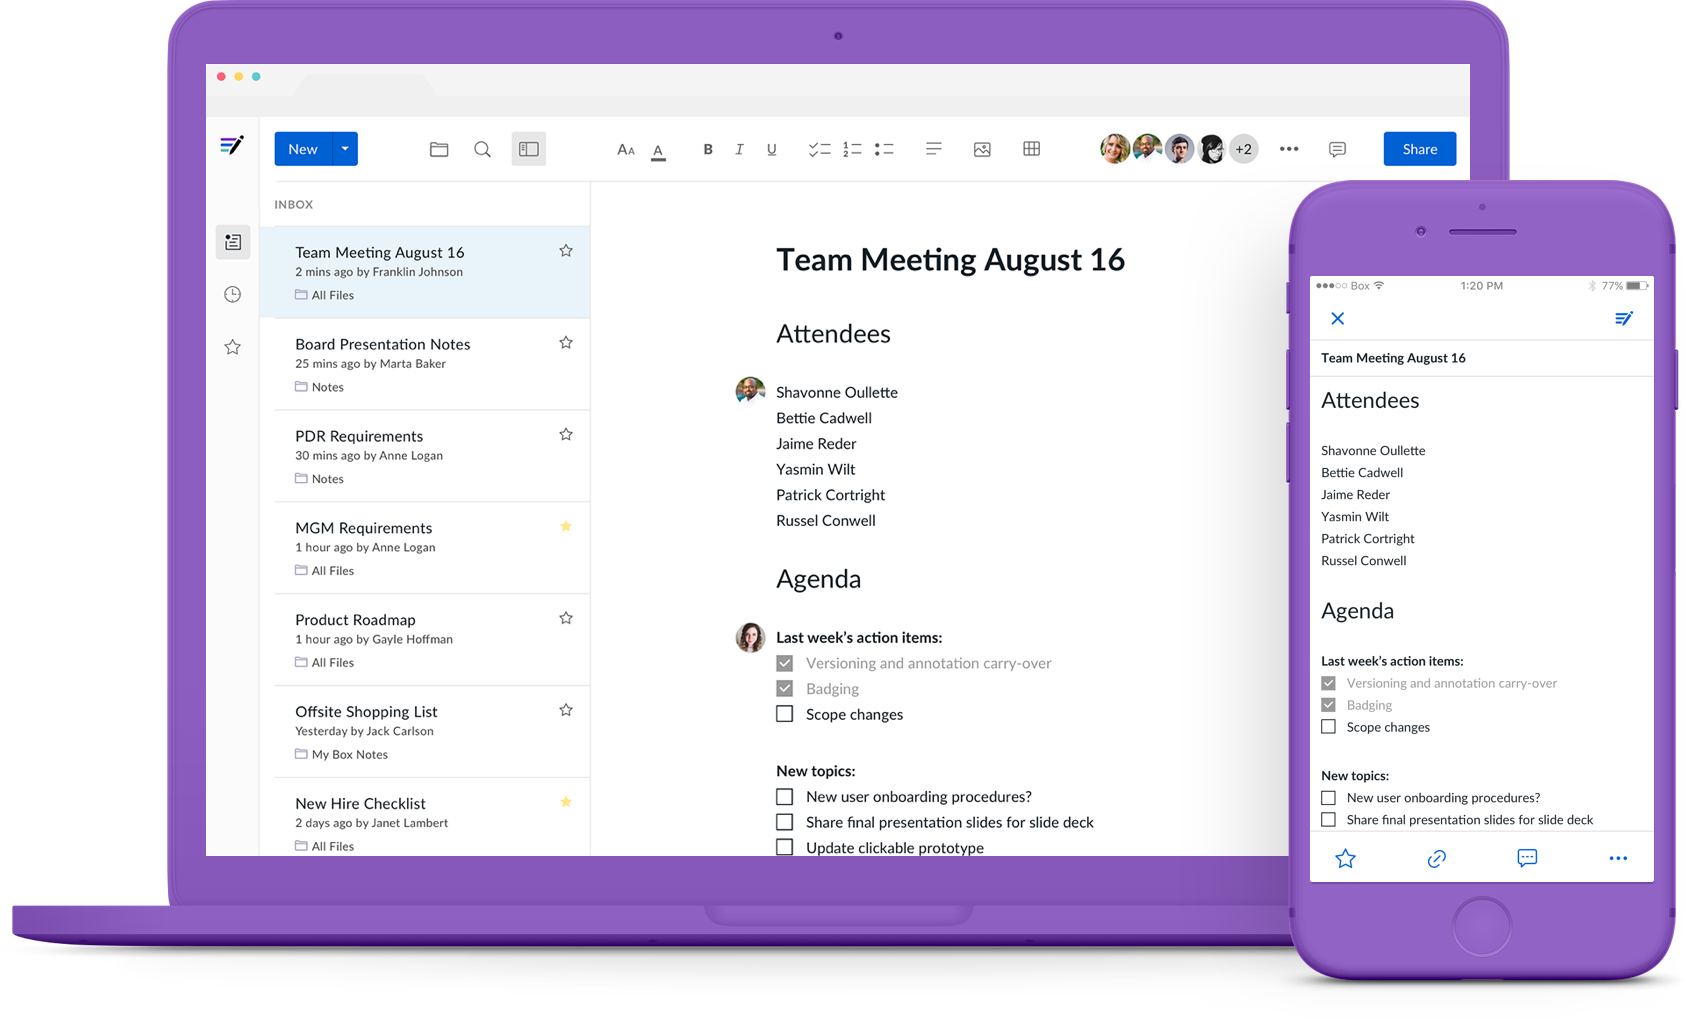 New
AA
A
B
I
U
+2
Share
INBOX
Team Meeting August 16
2 mins ago by Franklin Johnson
All Files
Board Presentation Notes
25 mins ago by Marta Baker
Notes
PDR Requirements
30 mins ago by Anne Logan
Notes
MGM Requirements
1 hour ago by Anne Logan
All Files
Product Roadmap
1 hour ago by Gayle Hoffman
All Files
Offsite Shopping List
Yesterday by Jack Carlson
My Box Notes
New Hire Checklist
2 days ago by Janet Lambert
All Files
Team Meeting August 16
Attendees
Shavonne Oullette
Bettie Cadwell
Jaime Reder
Yasmin Wilt
Patrick Cortright
Russel Conwell
Agenda
Last week's action items:
Versioning and annotation carry-over
Badging
Scope changes
New topics:
New user onboarding procedures?
Share final presentation slides for slide deck
Update clickable prototype
Box 1:20 PM 77%
Team Meeting August 16
Attendees
Shavonne Oullette
Bettie Cadwell
Jaime Reder
Yasmin Wilt
Patrick Cortright
Russel Conwell
Agenda
Last week's action items:
Versioning and annotation carry-over
Badging
Scope changes
New topics:
New user onboarding procedures?
Share final presentation slides for slide deck